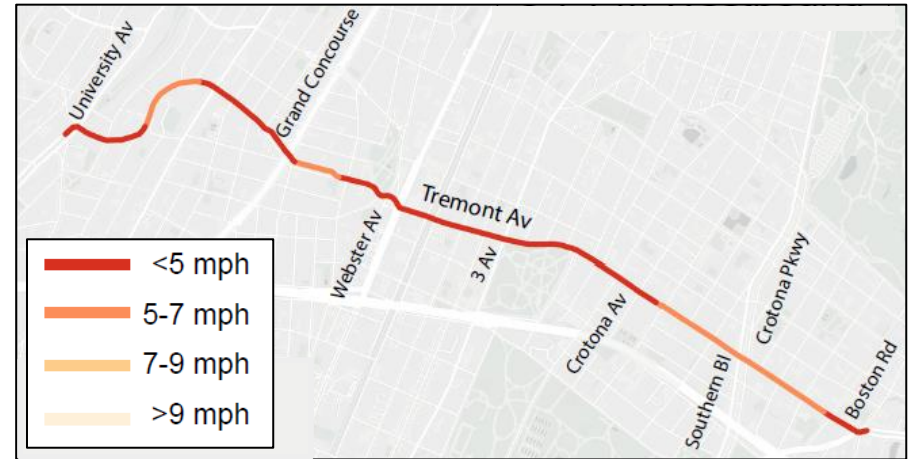 University Av
Grand Concourse
Tremont Av
Webster Av
3 Av
Crotona Av
Crotona Pkwy
Southern Bl
Boston Rd
<5 mph
5-7 mph
7-9 mph
>9 mph